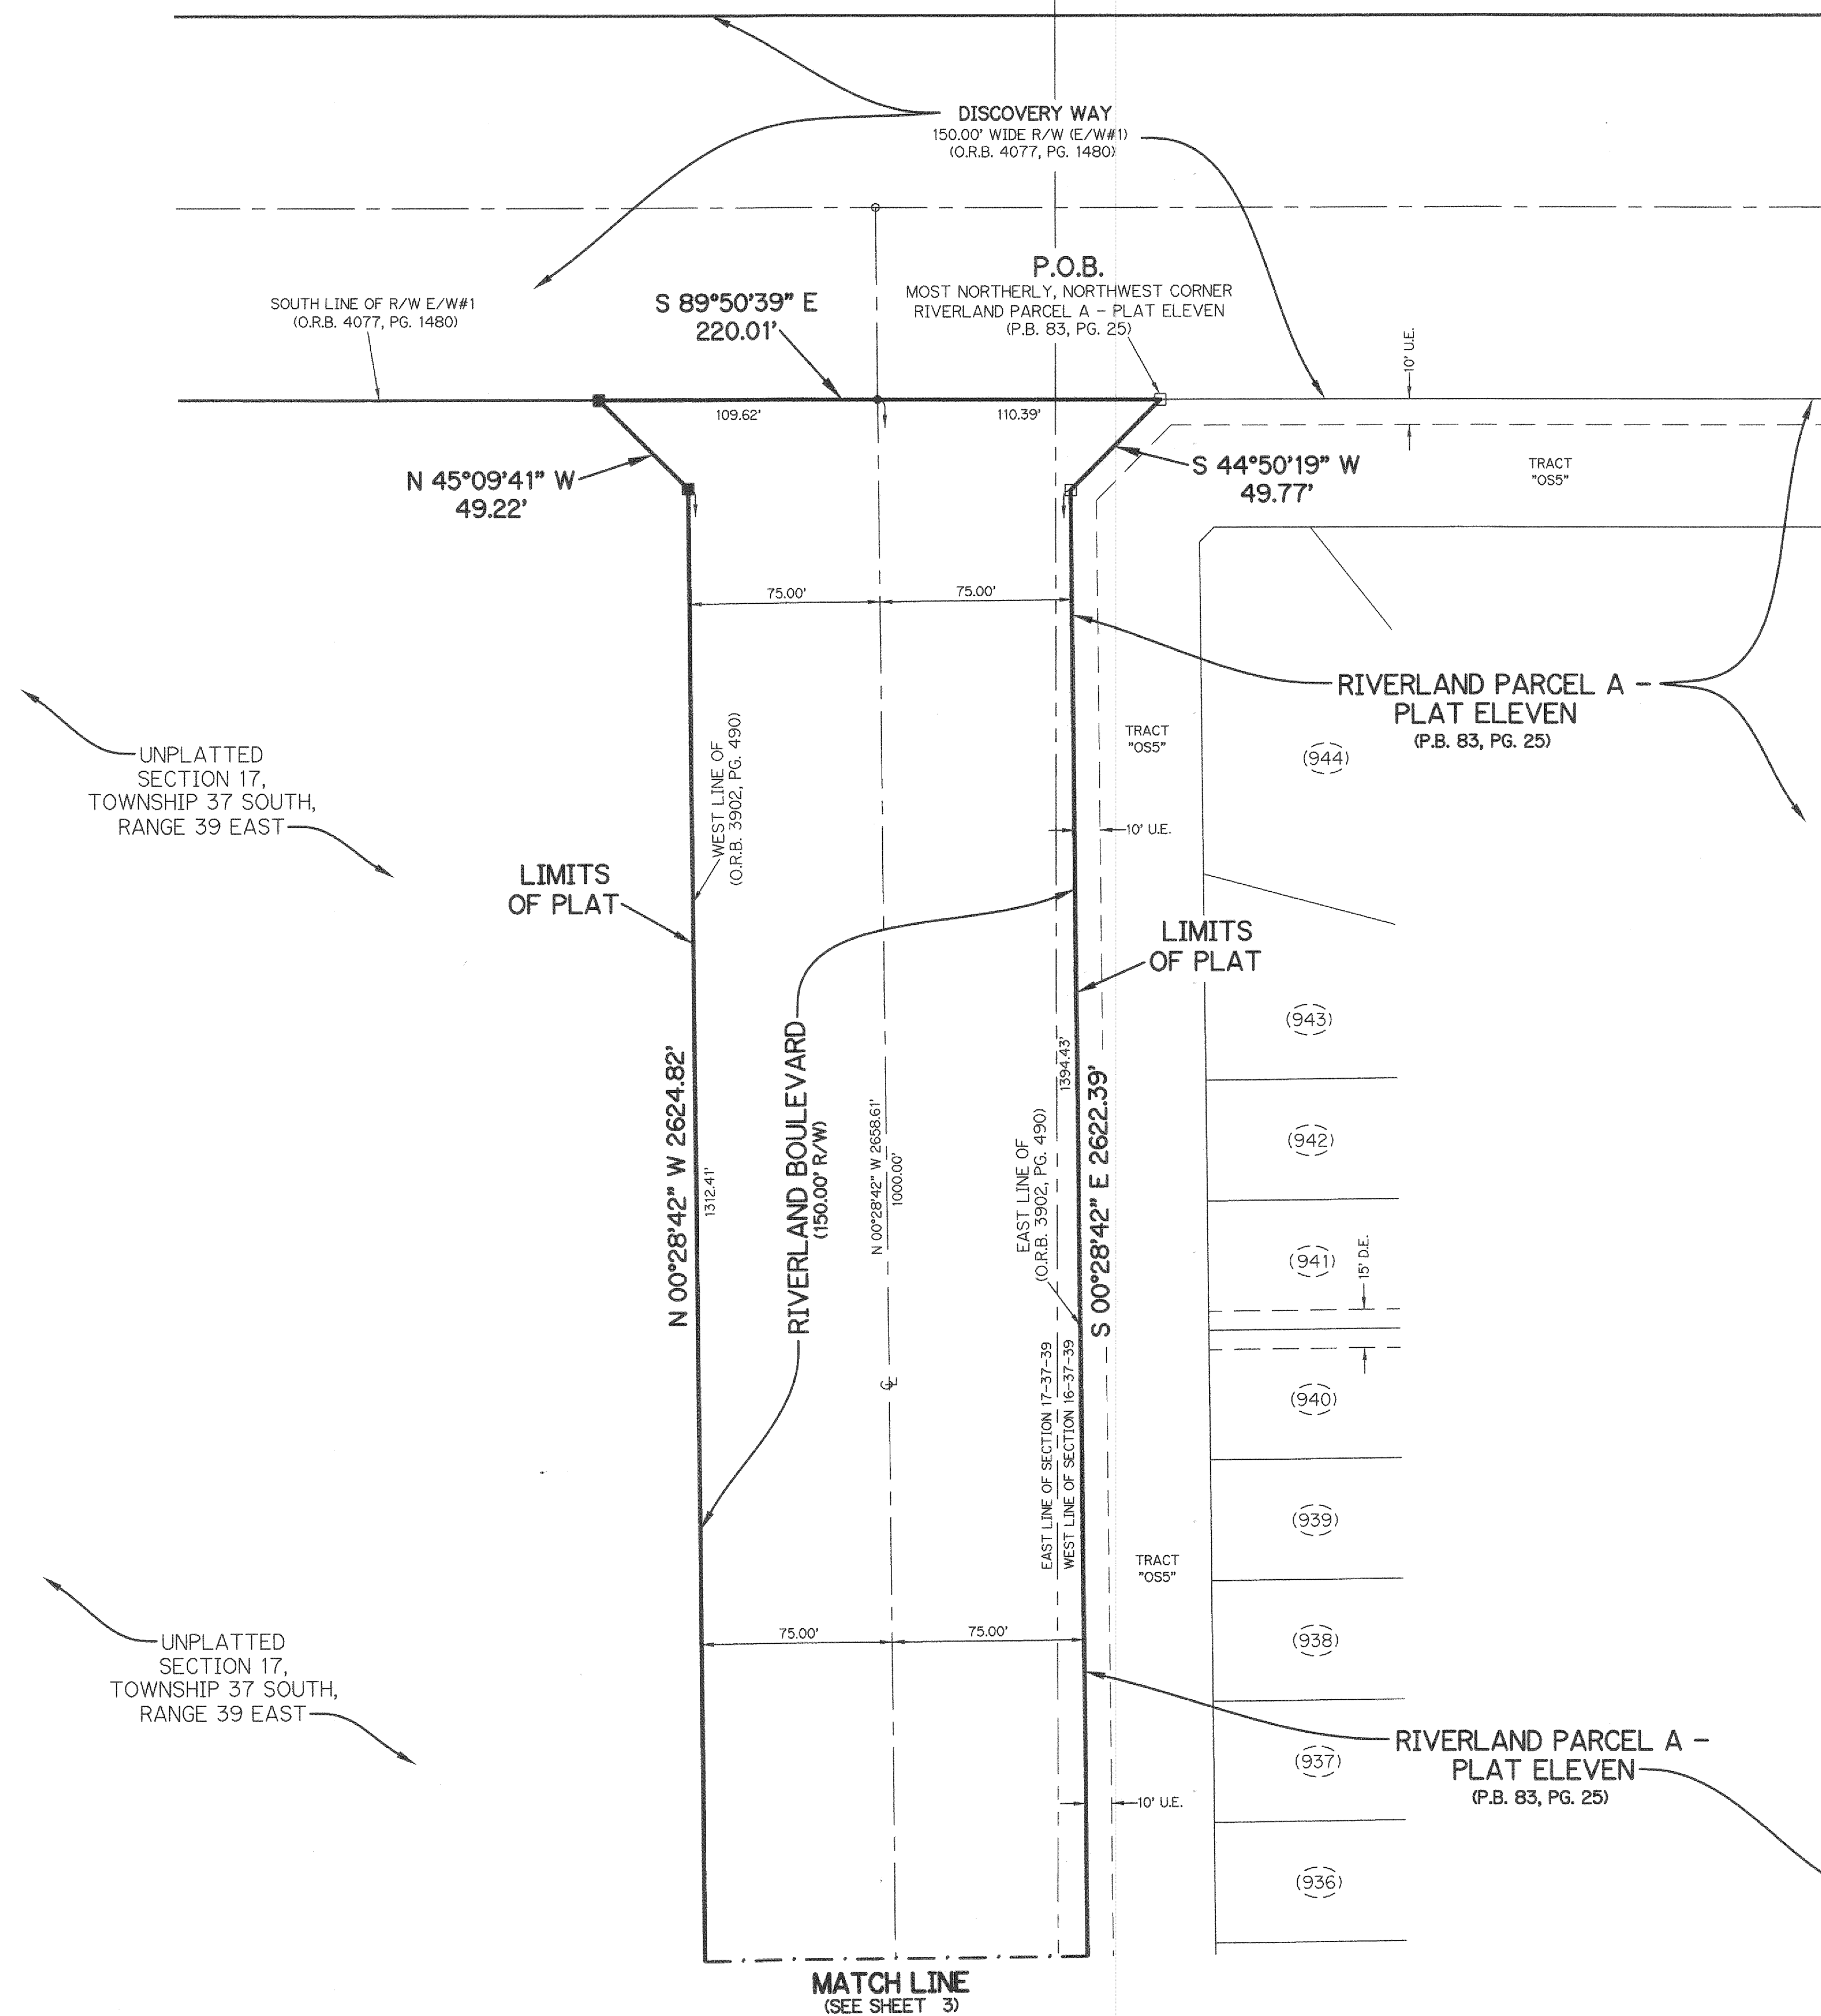 DISCOVERY WAY
150.00' WIDE R/W (E/W#1)
(O.R.B. 4077, PG. 1480)
P.O.B.
MOST NORTHERLY, NORTHWEST CORNER
RIVERLAND PARCEL A - PLAT ELEVEN
(P.B. 83, PG. 25)
SOUTH LINE OF R/W E/W#1
(O.R.B. 4077, PG. 1480)
S 89°50'39" E
220.01'
10' U.E.
109.62'
110.39'
N 45°09'41" W
49.22'
S 44°50'19" W
49.77'
TRACT
"OS5"
75.00'
75.00'
RIVERLAND PARCEL A -
PLAT ELEVEN
(P.B. 83, PG. 25)
UNPLATTED
SECTION 17,
TOWNSHIP 37 SOUTH,
RANGE 39 EAST
WEST LINE OF
(O.R.B. 3902, PG. 490)
TRACT
"OS5"
(944)
10' U.E.
LIMITS
OF PLAT
LIMITS
OF PLAT
(943)
N 00°28'42" W 2624.82'
1312.41'
RIVERLAND BOULEVARD
(150.00' R/W)
N 00°28'42" W 2658.61'
1000.00'
1394.43'
S 00°28'42" E 2622.39'
EAST LINE OF
(O.R.B. 3902, PG. 490)
(942)
(941)
15' D.E.
CL
EAST LINE OF SECTION 17-37-39
WEST LINE OF SECTION 16-37-39
(940)
(939)
TRACT
"OS5"
75.00'
75.00'
(938)
UNPLATTED
SECTION 17,
TOWNSHIP 37 SOUTH,
RANGE 39 EAST
RIVERLAND PARCEL A -
PLAT ELEVEN
(P.B. 83, PG. 25)
(937)
10' U.E.
(936)
MATCH LINE
(SEE SHEET 3)